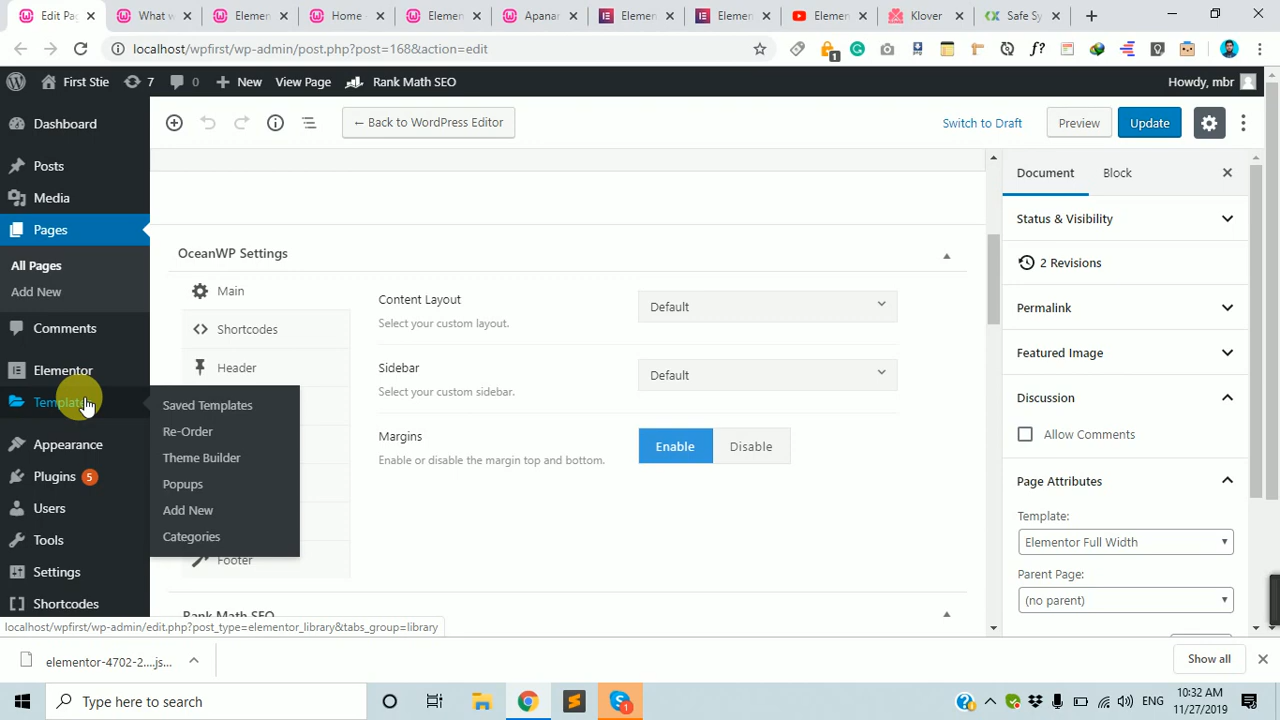 Edit Pag
What w
Elemen
Home -
Elemen
Apanar
Elemen
Elemen
Elemen
Klover
Safe Sy
localhost/wpfirst/wp-admin/post.php?post=168&action=edit
1
f?
First Stie
7
0
New
View Page
Rank Math SEO
Howdy, mbr
Dashboard
Posts
Media
Pages
All Pages
Add New
Comments
Elementor
Templates
Appearance
Plugins 5
Users
Tools
Settings
Shortcodes
Saved Templates
Re-Order
Theme Builder
Popups
Add New
Categories
← Back to WordPress Editor
Switch to Draft
Preview
Update
OceanWP Settings
Main
Shortcodes
Header
Footer
Content Layout
Select your custom layout.
Default
Sidebar
Select your custom sidebar.
Default
Margins
Enable or disable the margin top and bottom.
Enable
Disable
Rank Math SEO
Document
Block
Status & Visibility
2 Revisions
Permalink
Featured Image
Discussion
Allow Comments
Page Attributes
Template:
Elementor Full Width
Parent Page:
(no parent)
localhost/wpfirst/wp-admin/edit.php?post_type=elementor_library&tabs_group=library
elementor-4702-2....js...
Show all
Type here to search
1
ENG
10:32 AM
11/27/2019